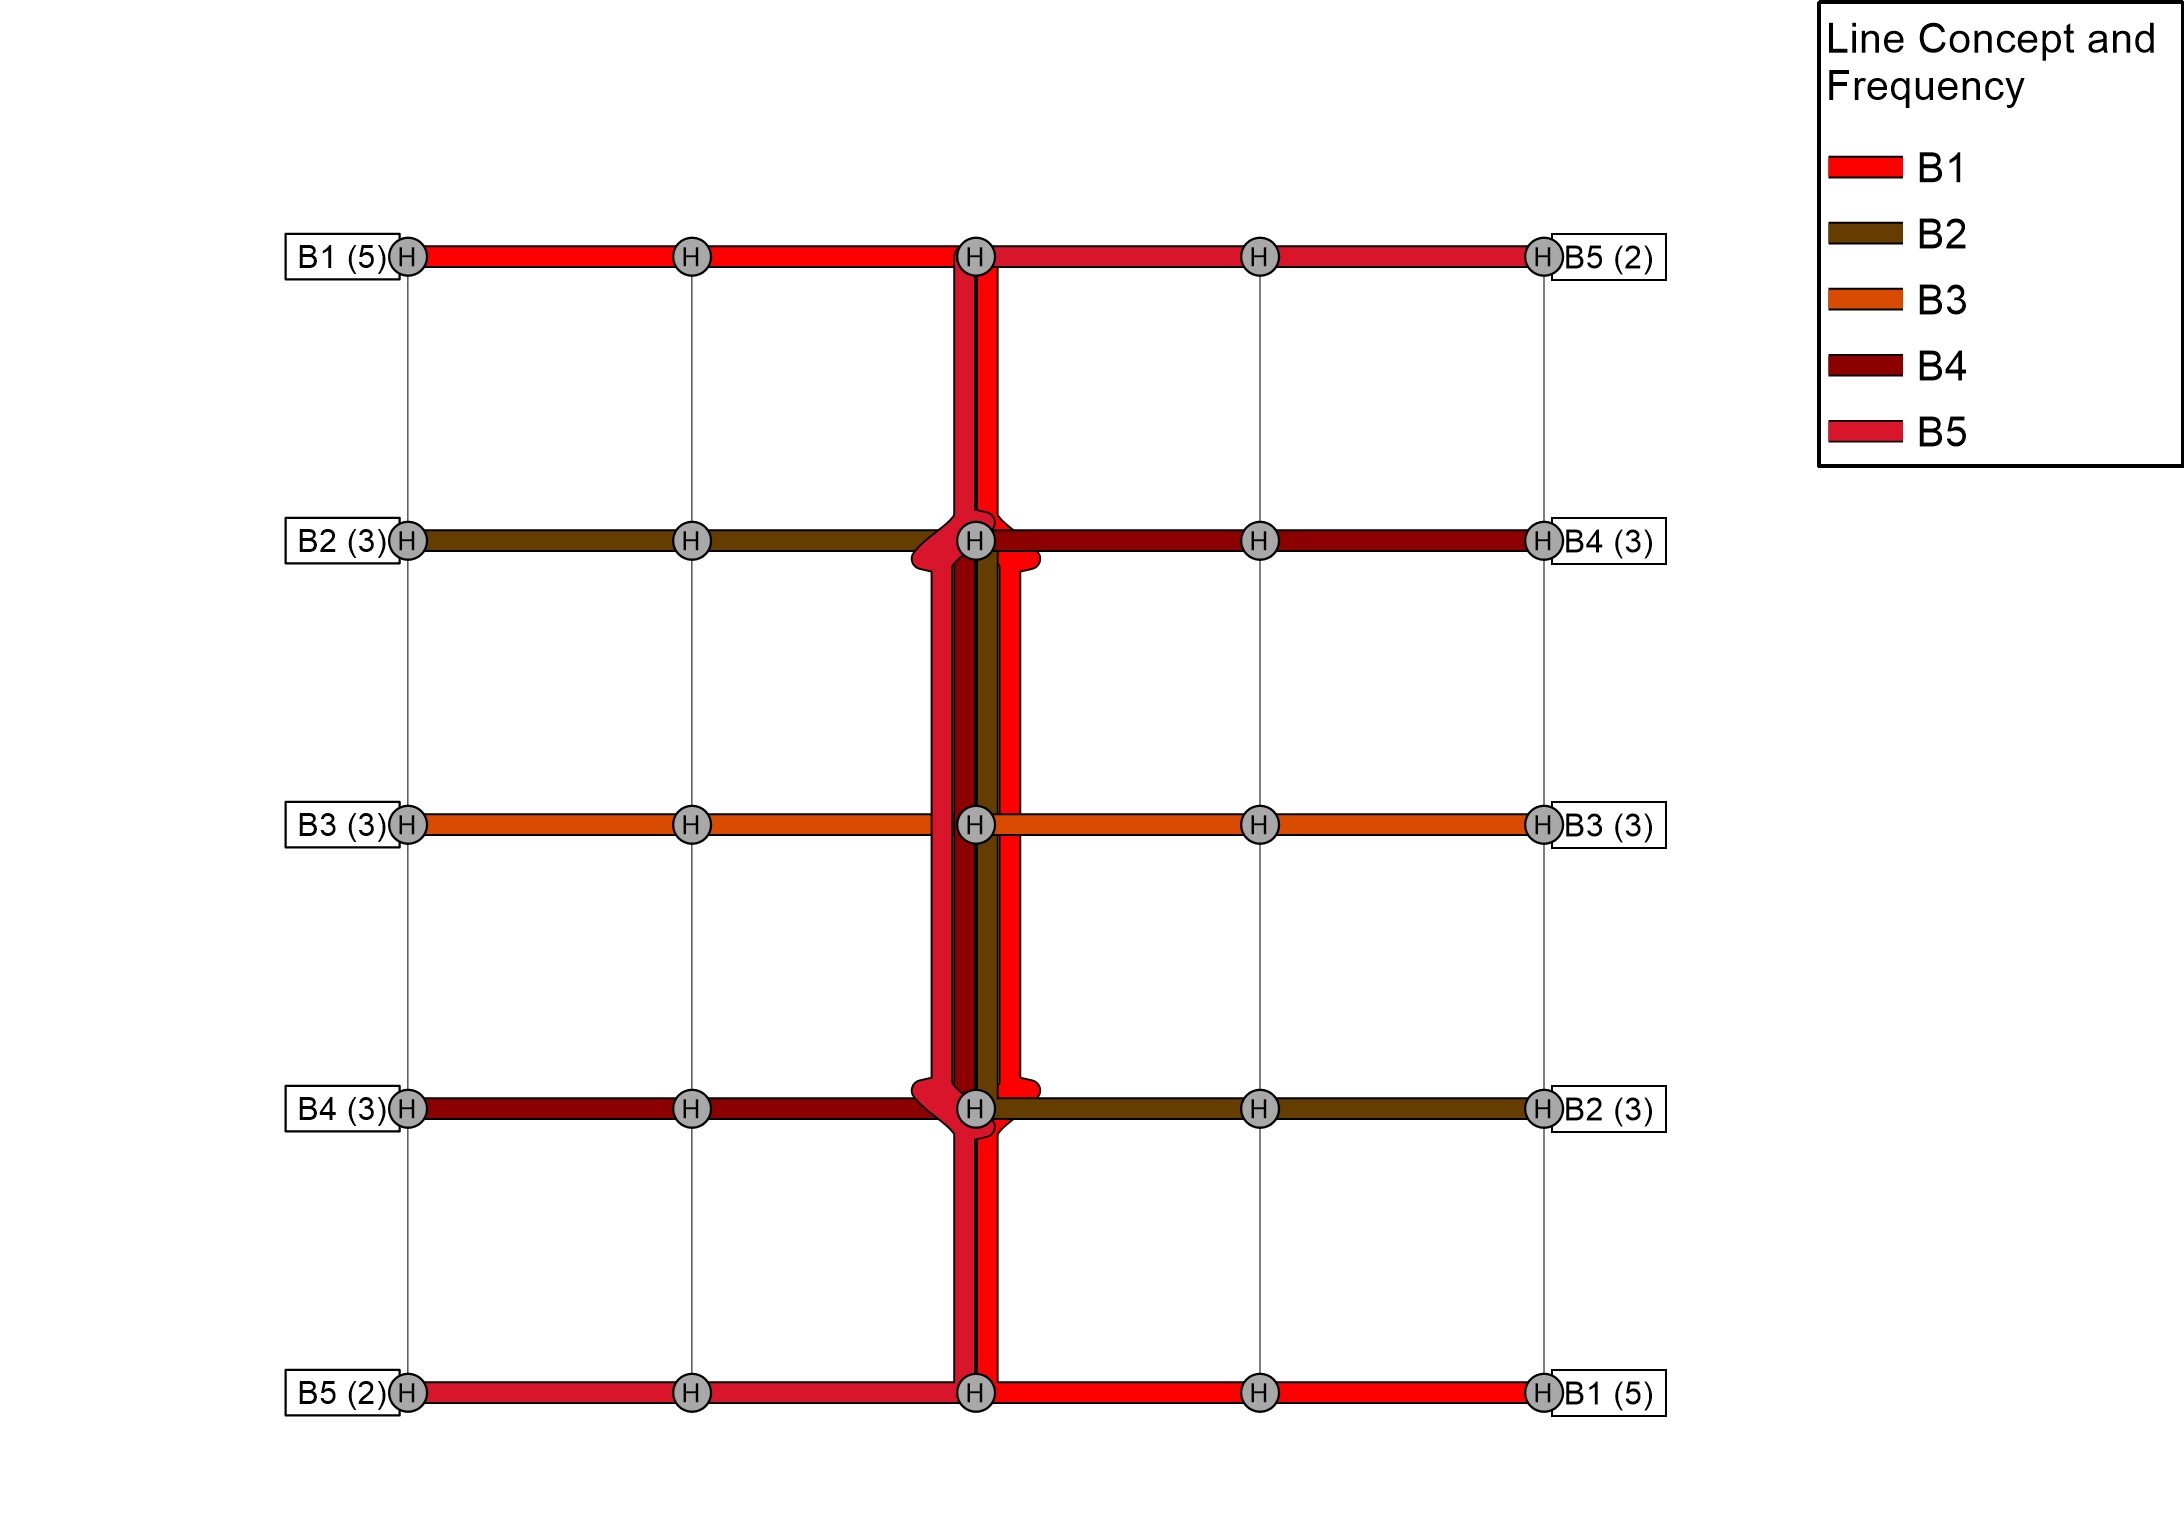 Line Concept and
Frequency
B1
B2
B3
B4
B5
B1 (5) H H H H H B5 (2)
B2 (3) H H H H H B4 (3)
B3 (3) H H H H H B3 (3)
B4 (3) H H H H H B2 (3)
B5 (2) H H H H H B1 (5)